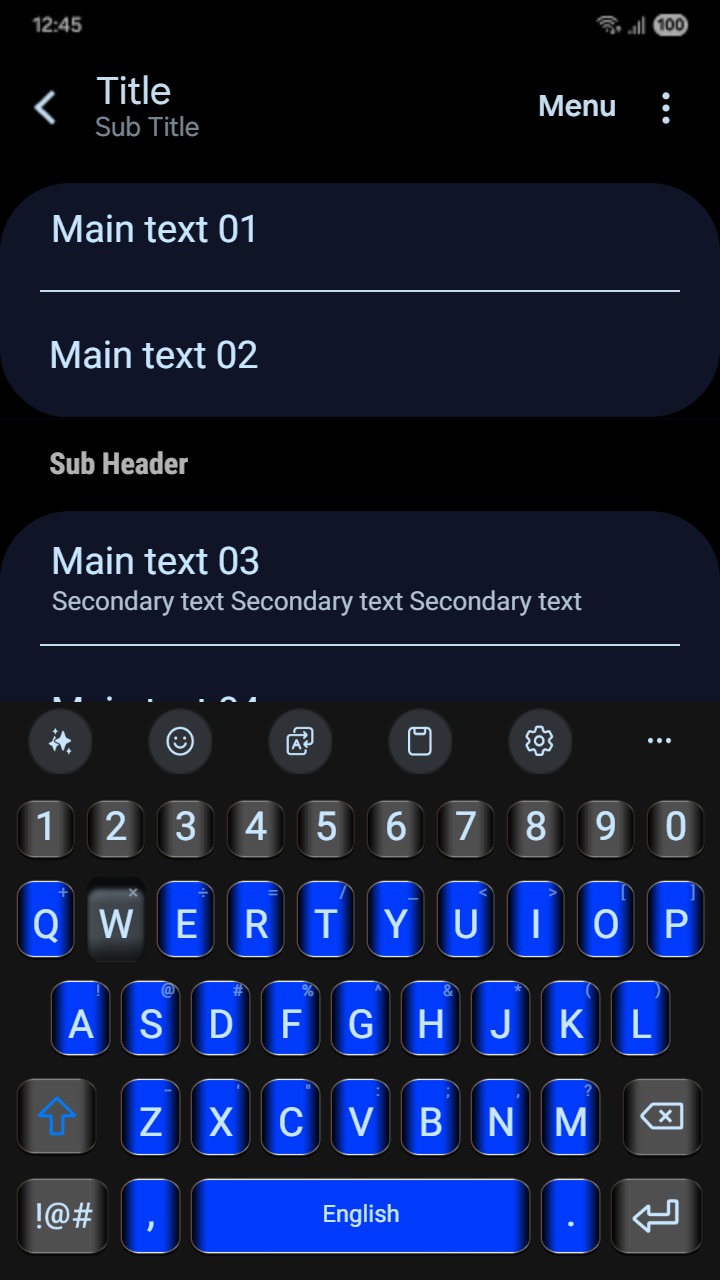 12:45
100
Title
Sub Title
Menu
Main text 01
Main text 02
Sub Header
Main text 03
Secondary text Secondary text Secondary text
1 2 3 4 5 6 7 8 9 0
+ × ÷ = / _ < > [ ]
Q W E R T Y U I O P
! @ # % ^ & * ( )
A S D F G H J K L
- ' " : ; , ?
Z X C V B N M
!@# , English .